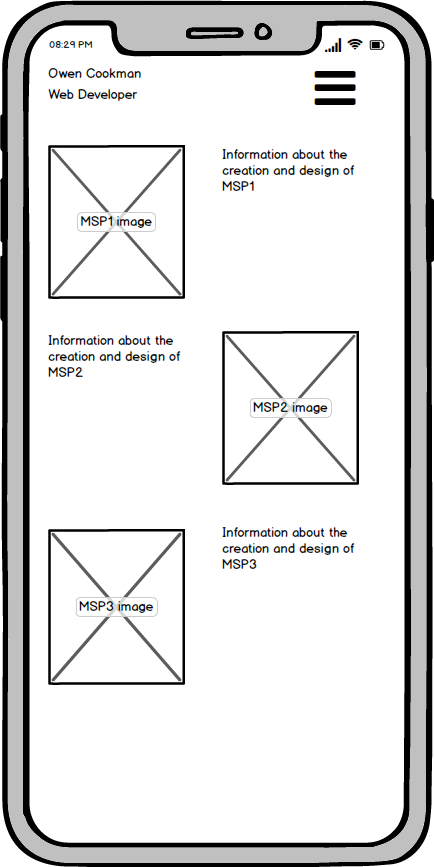 08:29 PM
Owen Cookman
Web Developer
MSP1 image
Information about the
creation and design of
MSP1
Information about the
creation and design of
MSP2
MSP2 image
MSP3 image
Information about the
creation and design of
MSP3